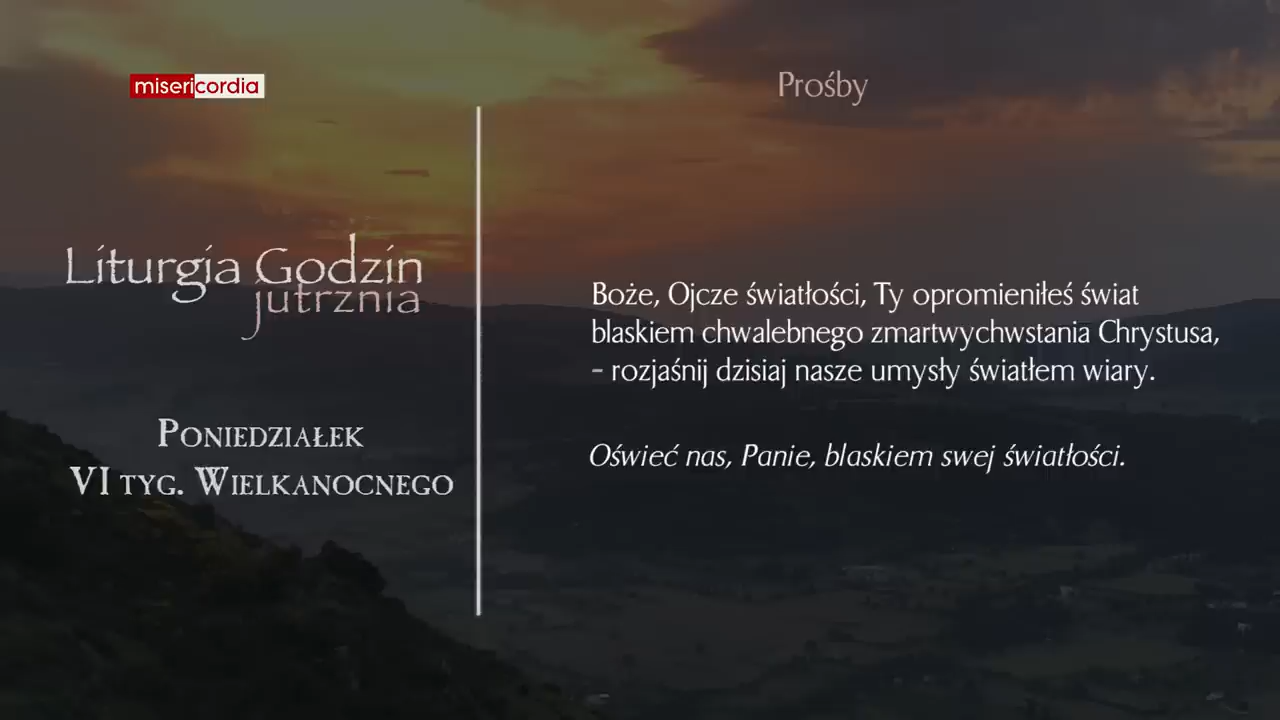 misericordia
Liturgia Godzin
jutrznia
Poniedziałek
VI tyg. Wielkanocnego
Prośby
Boże, Ojcze światłości, Ty opromieniłeś świat
blaskiem chwalebnego zmartwychwstania Chrystusa,
- rozjaśnij dzisiaj nasze umysły światłem wiary.
Oświeć nas, Panie, blaskiem swej światłości.